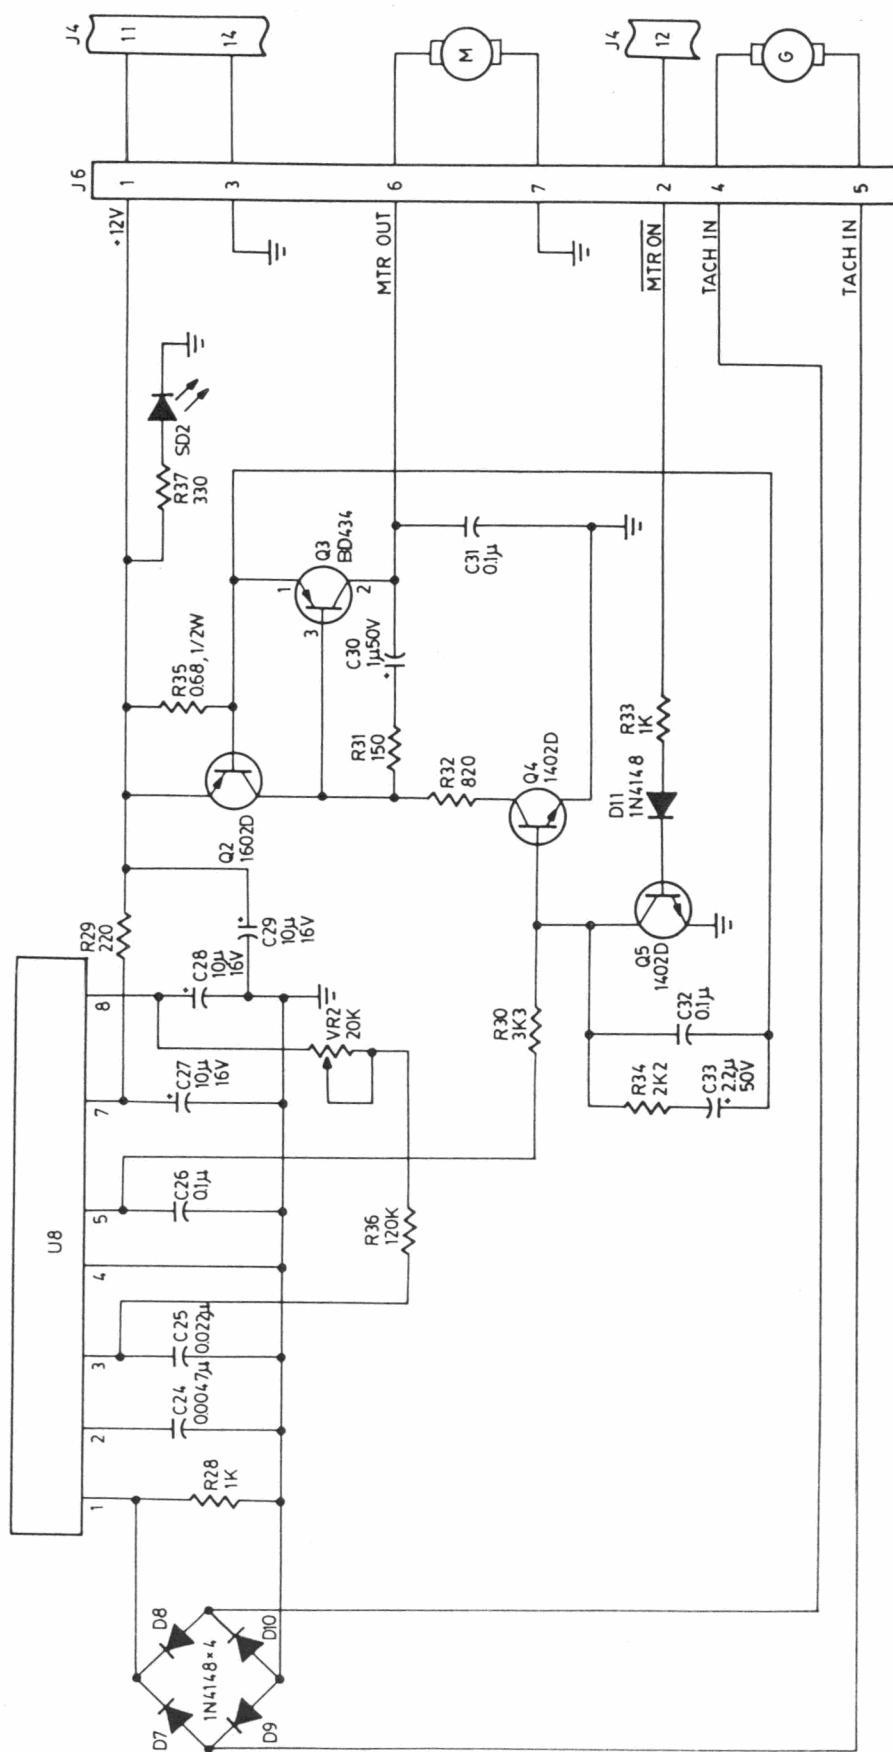 U8
1
2
3
4
5
7
8
D7
D8
D9
D10
1N4148×4
R28
1K
C24
0.0047µ
C25
0.022µ
C26
0.1µ
C27
10µ
16V
+
C28
10µ
16V
+
C29
10µ
16V
+
R29
220
VR2
20K
R36
120K
R30
3K3
Q2
1602D
R35
0.68, 1/2W
R37
330
SD2
Q3
BD434
1
2
3
C30
1µ50V
+
R31
150
R32
820
C31
0.1µ
Q4
1402D
Q5
1402D
D11
1N4148
R33
1K
C32
0.1µ
R34
2K2
C33
2.2µ
50V
+
+12V
MTR OUT
MTR ON
TACH IN
TACH IN
J6
1
3
6
7
2
4
5
J4
11
14
M
J4
12
G